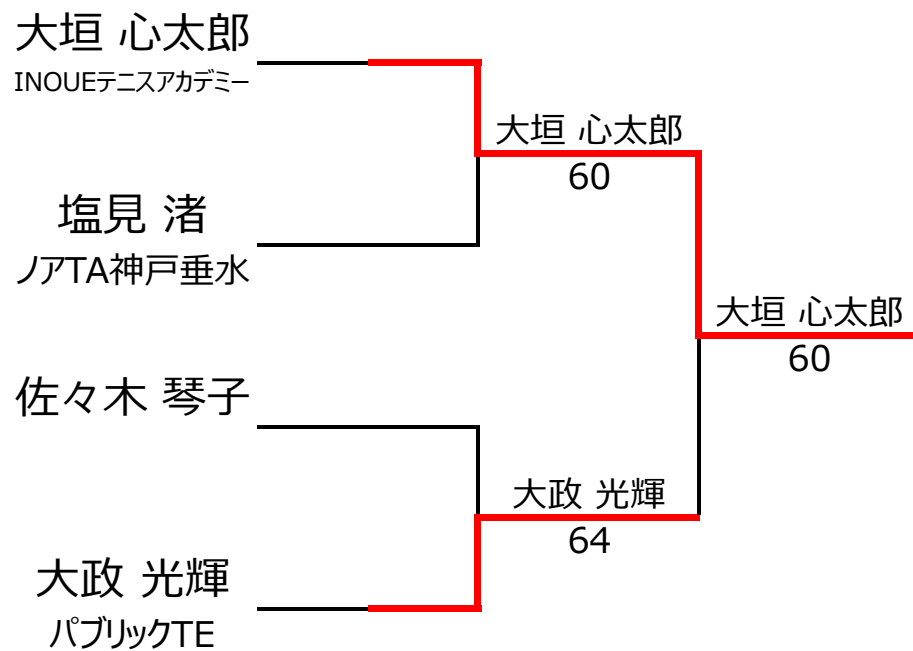 大垣 心太郎
INOUEテニスアカデミー
大垣 心太郎
60
塩見 渚
ノアTA神戸垂水
大垣 心太郎
60
佐々木 琴子
大政 光輝
64
大政 光輝
パブリックTE